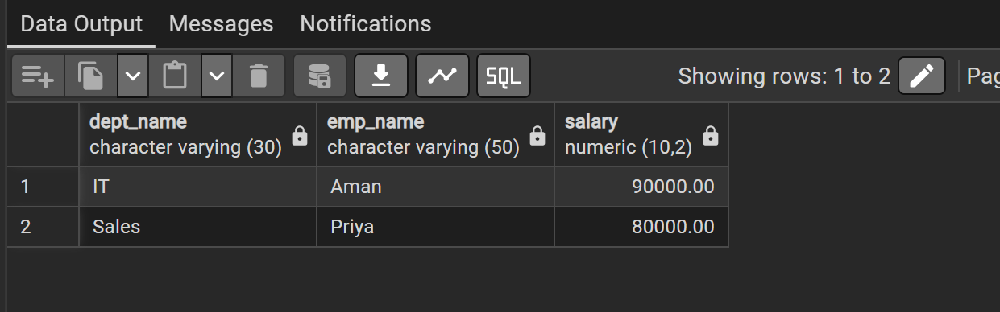 Data Output Messages Notifications
SQL Showing rows: 1 to 2
dept_name emp_name salary
character varying (30) character varying (50) numeric (10,2)
1 IT Aman 90000.00
2 Sales Priya 80000.00